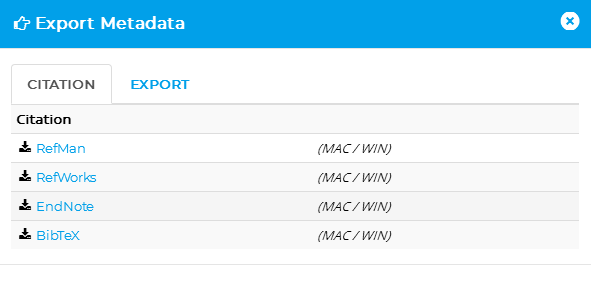 Export Metadata
CITATION EXPORT
Citation
RefMan (MAC / WIN)
RefWorks (MAC / WIN)
EndNote (MAC / WIN)
BibTeX (MAC / WIN)